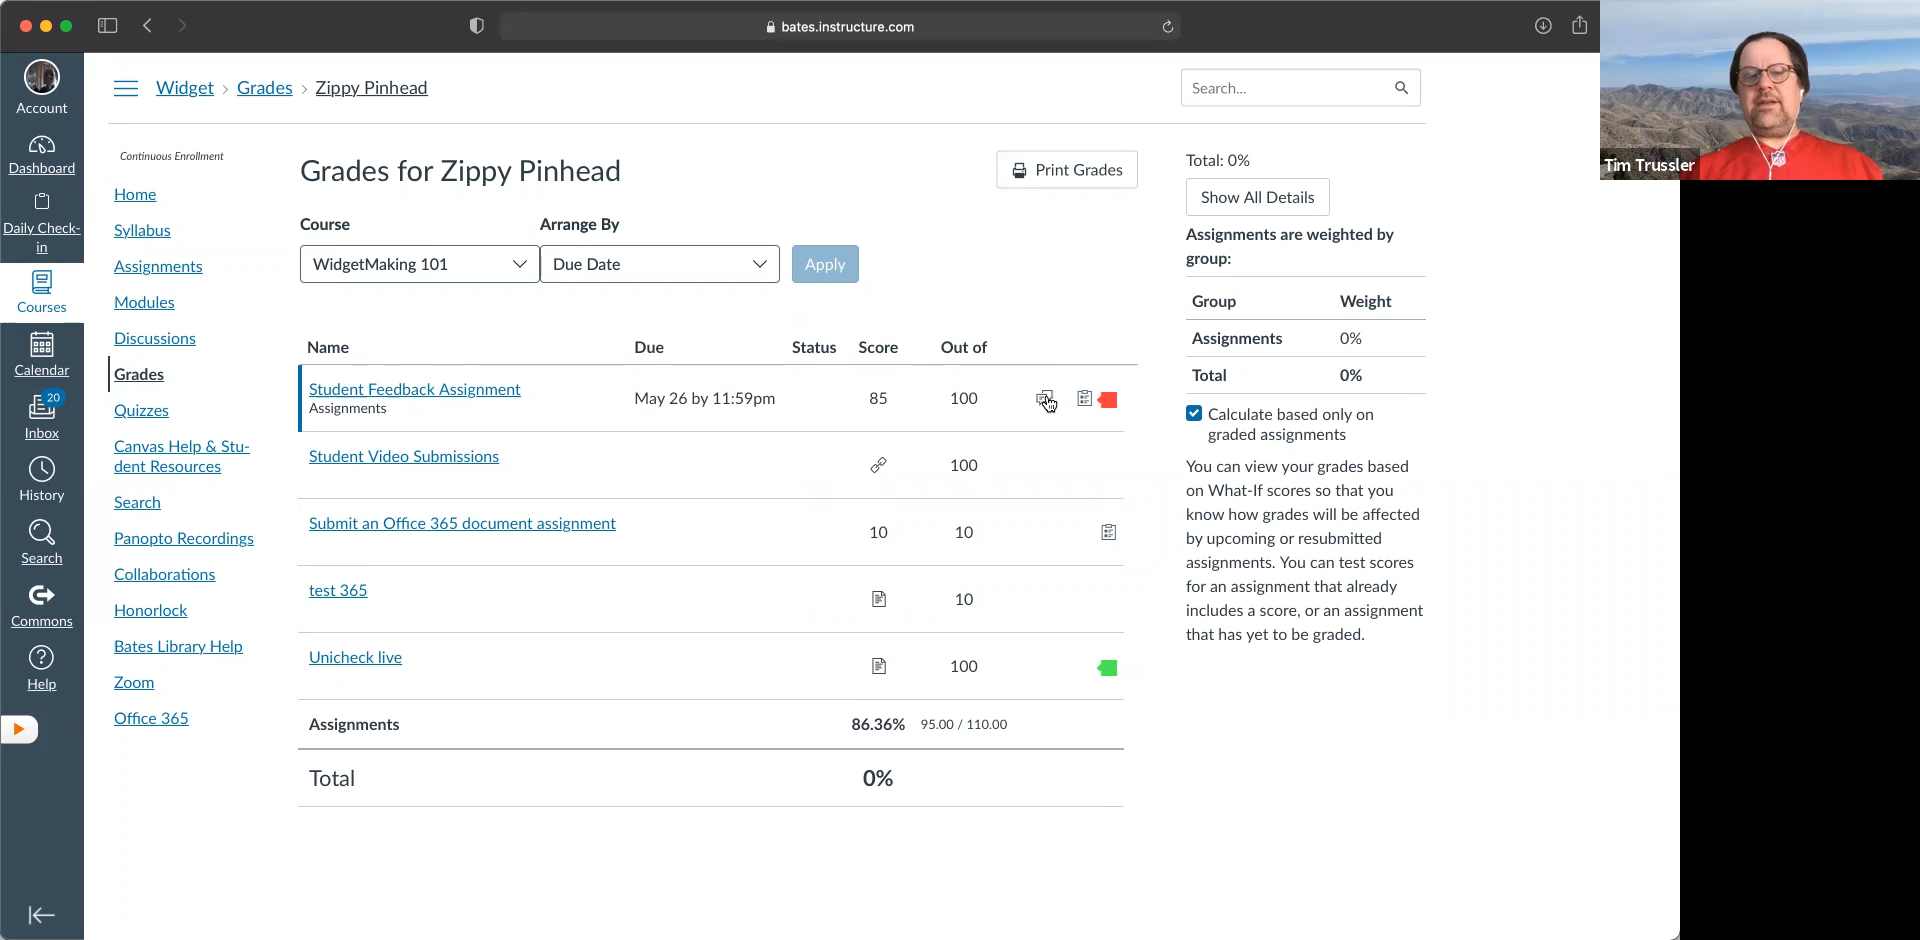 bates.instructure.com
Tim Trussler
Account
Dashboard
Daily Check-
in
Courses
Calendar
20
Inbox
History
Search
Commons
Help
Widget › Grades › Zippy Pinhead
Search...
Continuous Enrollment
Home
Syllabus
Assignments
Modules
Discussions
Grades
Quizzes
Canvas Help & Stu-
dent Resources
Search
Panopto Recordings
Collaborations
Honorlock
Bates Library Help
Zoom
Office 365
Grades for Zippy Pinhead
Print Grades
Course
Arrange By
WidgetMaking 101
Due Date
Apply
Name Due Status Score Out of
Student Feedback Assignment May 26 by 11:59pm 85 100
Assignments
Student Video Submissions 100
Submit an Office 365 document assignment 10 10
test 365 10
Unicheck live 100
Assignments 86.36% 95.00 / 110.00
Total 0%
Total: 0%
Show All Details
Assignments are weighted by
group:
Group Weight
Assignments 0%
Total 0%
Calculate based only on
graded assignments
You can view your grades based
on What-If scores so that you
know how grades will be affected
by upcoming or resubmitted
assignments. You can test scores
for an assignment that already
includes a score, or an assignment
that has yet to be graded.